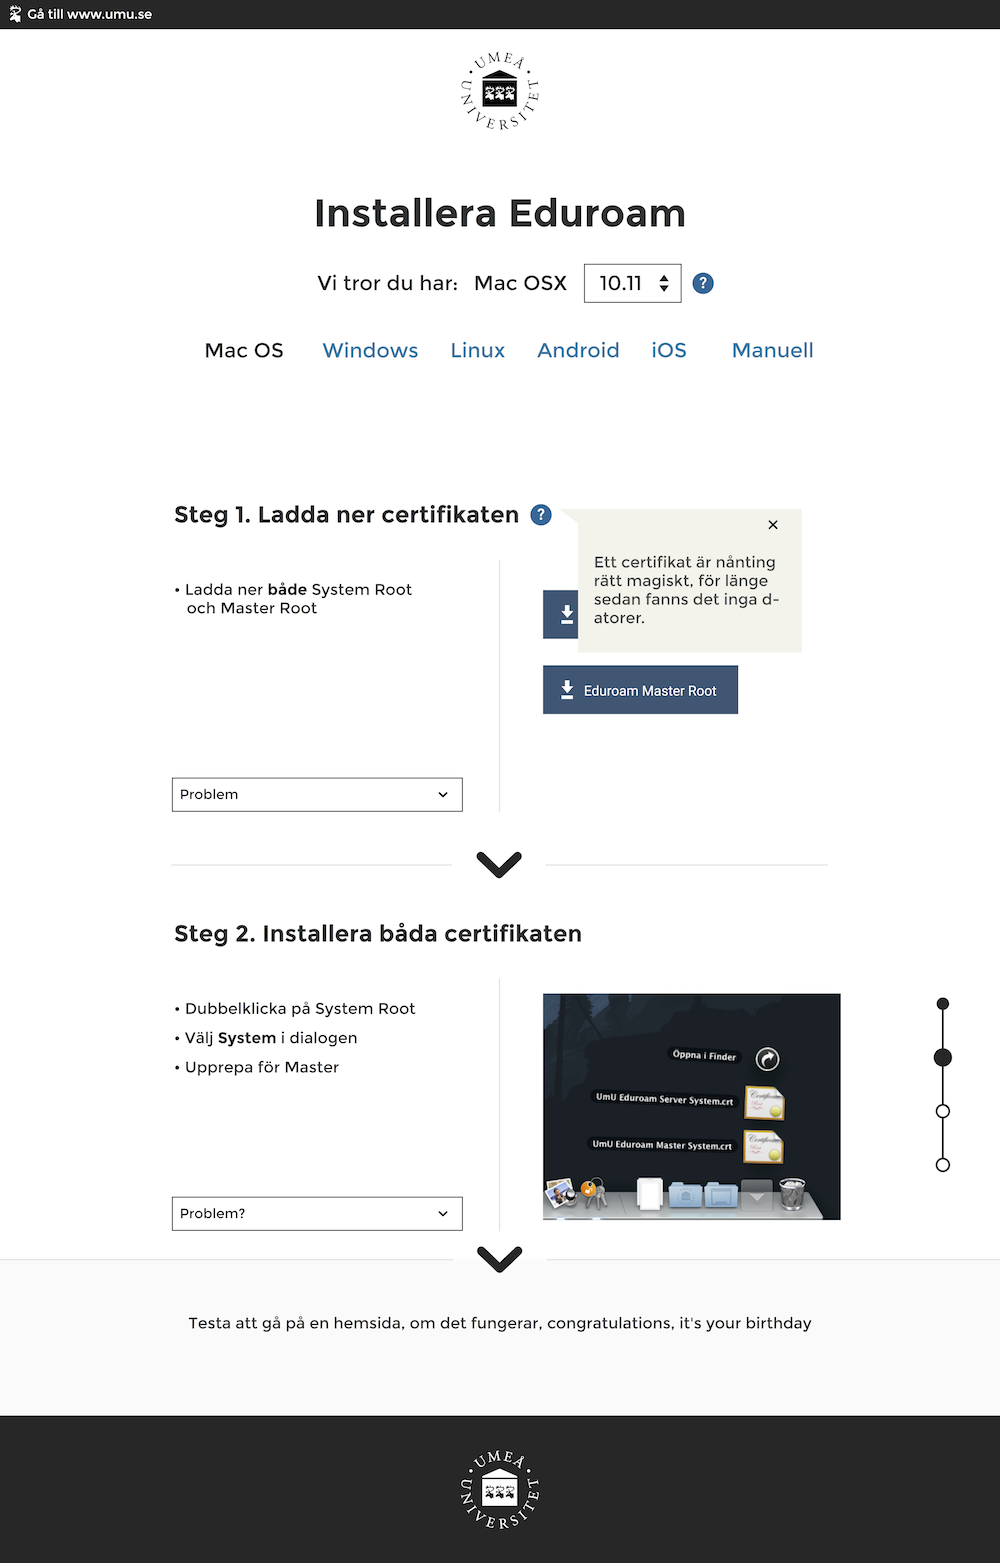 Gå till www.umu.se
UMEÅ UNIVERSITET
Installera Eduroam
Vi tror du har: Mac OSX 10.11 ?
Mac OS Windows Linux Android iOS Manuell
Steg 1. Ladda ner certifikaten ?
×
Ett certifikat är nånting
rätt magiskt, för länge
sedan fanns det inga d-
atorer.
• Ladda ner både System Root
och Master Root
Eduroam Master Root
Problem
Steg 2. Installera båda certifikaten
• Dubbelklicka på System Root
• Välj System i dialogen
• Upprepa för Master
Öppna i Finder
UmU Eduroam Server System.crt
UmU Eduroam Master System.crt
Problem?
Testa att gå på en hemsida, om det fungerar, congratulations, it's your birthday
UMEÅ UNIVERSITET